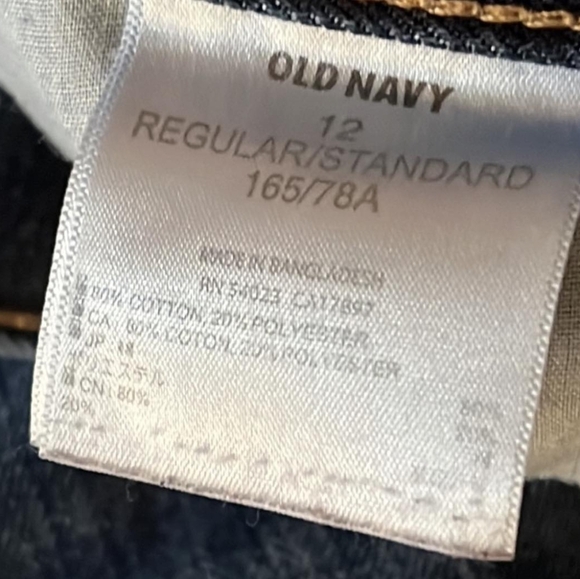 OLD NAVY
12
REGULAR/STANDARD
165/78A
MADE IN BANGLADESH
RN 54023 CA17897
80% COTTON, 20% POLYESTER
CA: 80% COTON, 20% POLYESTER
JP: 綿 80%
ポリエステル
CN: 80%
20%